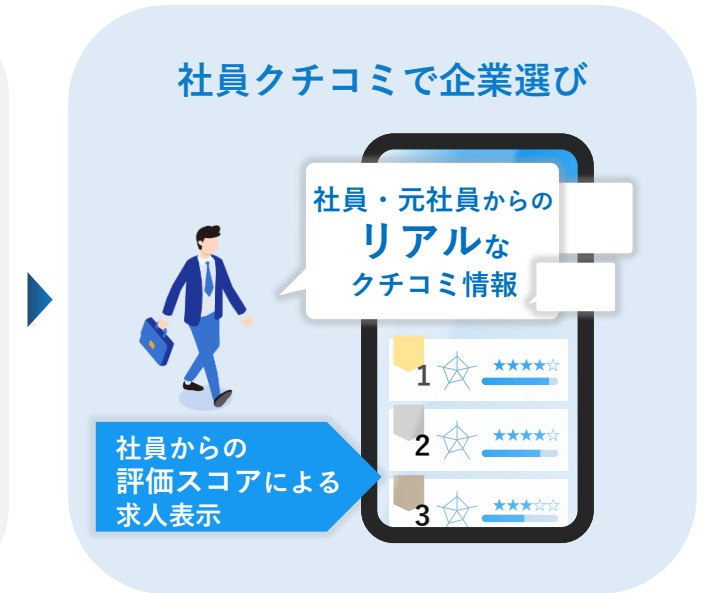 社員クチコミで企業選び
社員・元社員からの
リアルな
クチコミ情報
1 ★★★★☆
2 ★★★★☆
3 ★★★☆☆
社員からの
評価スコアによる
求人表示